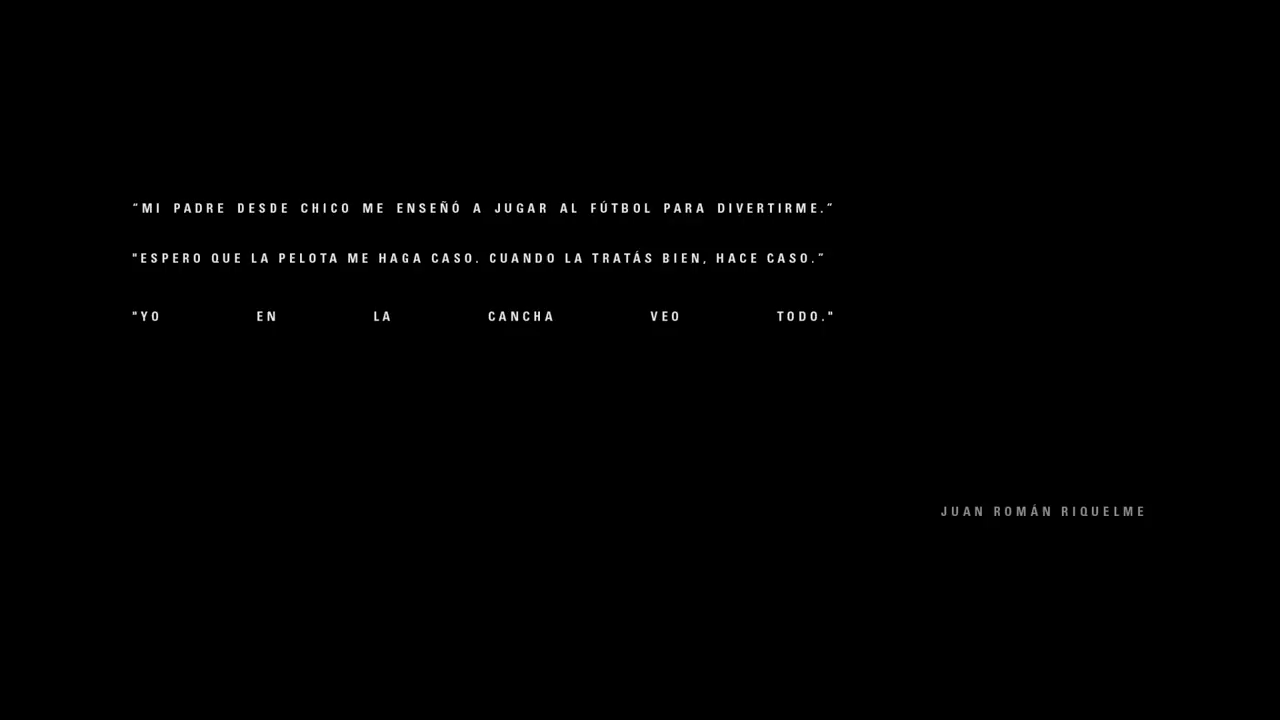 “MI PADRE DESDE CHICO ME ENSEÑÓ A JUGAR AL FÚTBOL PARA DIVERTIRME.”
"ESPERO QUE LA PELOTA ME HAGA CASO. CUANDO LA TRATÁS BIEN, HACE CASO.”
"YO EN LA CANCHA VEO TODO."
JUAN ROMÁN RIQUELME